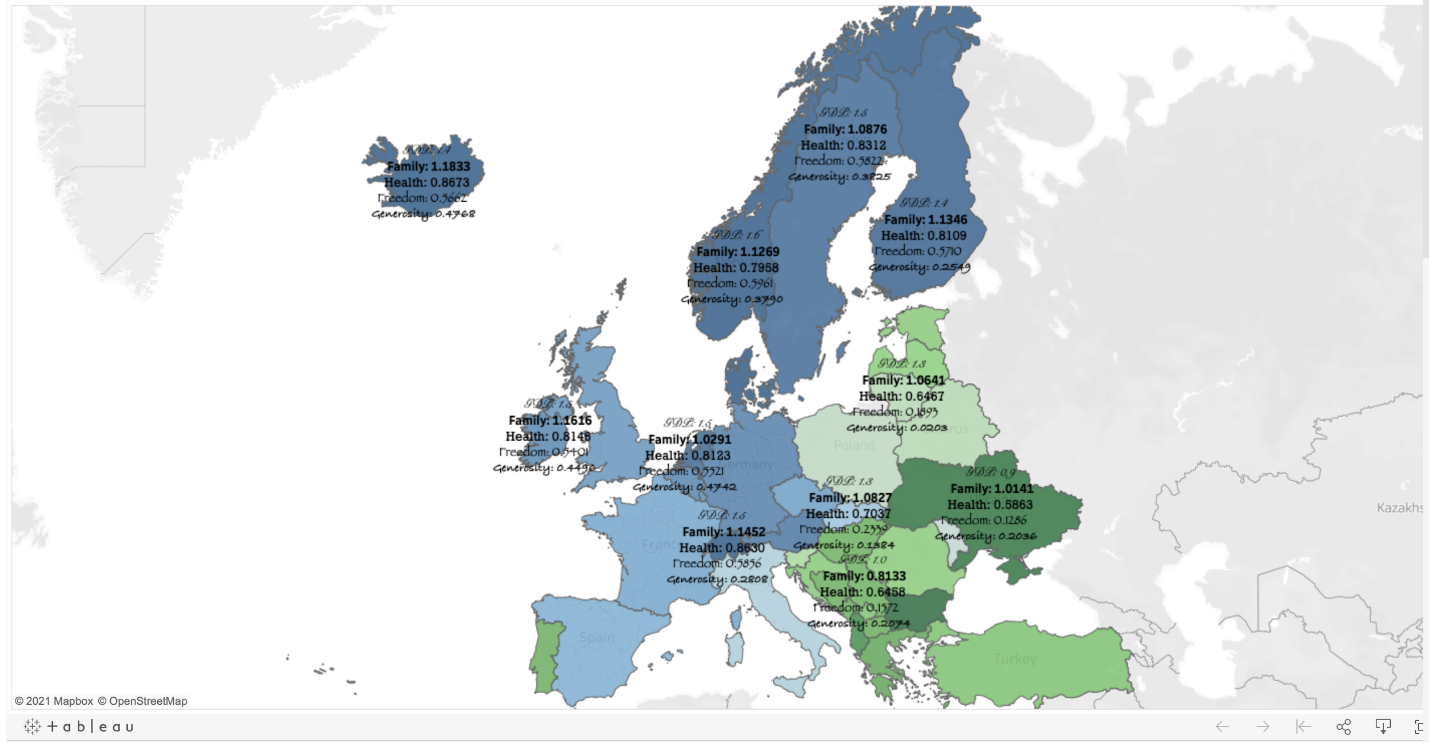 GDP: 1.5
Family: 1.0876
Health: 0.8312
Freedom: 0.5822
Generosity: 0.3825
GDP: 1.4
Family: 1.1833
Health: 0.8673
Freedom: 0.5662
Generosity: 0.4768
GDP: 1.4
Family: 1.1346
Health: 0.8109
Freedom: 0.5710
Generosity: 0.2549
GDP: 1.6
Family: 1.1269
Health: 0.7958
Freedom: 0.5961
Generosity: 0.3790
GDP: 1.3
Family: 1.0641
Health: 0.6467
Freedom: 0.1893
Generosity: 0.0203
Poland
GDP:
Family: 1.1616
Health: 0.8146
Freedom: 0.5401
Generosity:
GDP: 1.5
Family: 1.0291
Health: 0.8123
Freedom: 0.5521
Generosity: 0.4742
Germany
GDP: 0.9
Family: 1.0141
Health: 0.5863
Freedom: 0.1286
Generosity: 0.2036
GDP: 1.3
Family: 1.0827
Health: 0.7037
Freedom:
Generosity: 0.1384
Kazakhs
GDP: 1.5
Family: 1.1452
Health: 0.8630
Freedom: 0.5856
Generosity: 0.2808
France
GDP: 1.0
Family: 0.8133
Health: 0.6458
Freedom: 0.1572
Generosity: 0.2074
Spain
Turkey
© 2021 Mapbox © OpenStreetMap
+ a b l e a u